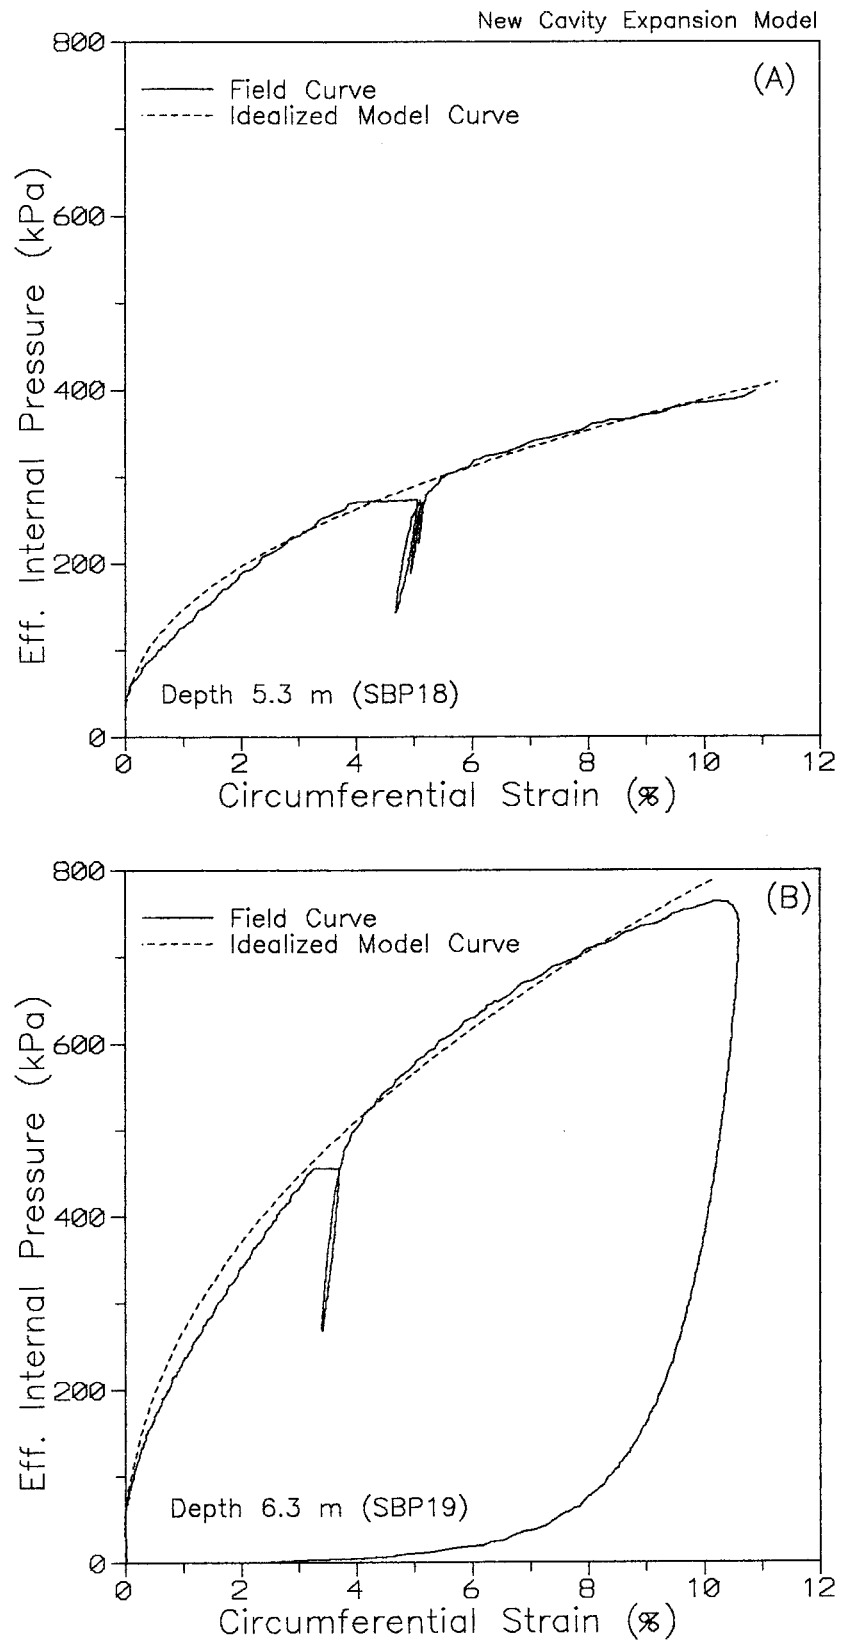 New Cavity Expansion Model
800
(A)
Field Curve
Idealized Model Curve
600
Eff. Internal Pressure (kPa)
400
200
Depth 5.3 m (SBP18)
0
0 2 4 6 8 10 12
Circumferential Strain (%)
800
(B)
Field Curve
Idealized Model Curve
600
Eff. Internal Pressure (kPa)
400
200
Depth 6.3 m (SBP19)
0
0 2 4 6 8 10 12
Circumferential Strain (%)